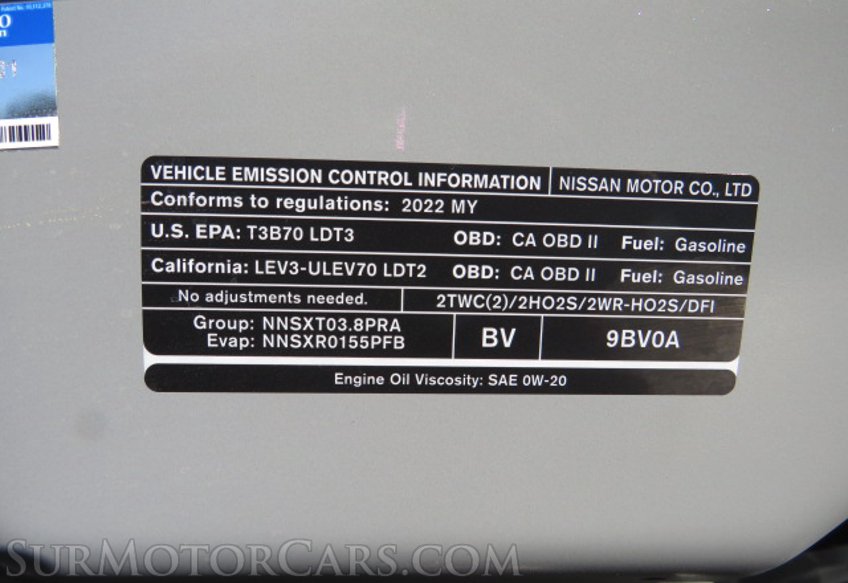 VEHICLE EMISSION CONTROL INFORMATION NISSAN MOTOR CO., LTD
Conforms to regulations: 2022 MY
U.S. EPA: T3B70 LDT3 OBD: CA OBD II Fuel: Gasoline
California: LEV3-ULEV70 LDT2 OBD: CA OBD II Fuel: Gasoline
No adjustments needed. 2TWC(2)/2HO2S/2WR-HO2S/DFI
Group: NNSXT03.8PRA
Evap: NNSXR0155PFB
BV
9BV0A
Engine Oil Viscosity: SAE 0W-20
SURMOTORCARS.COM